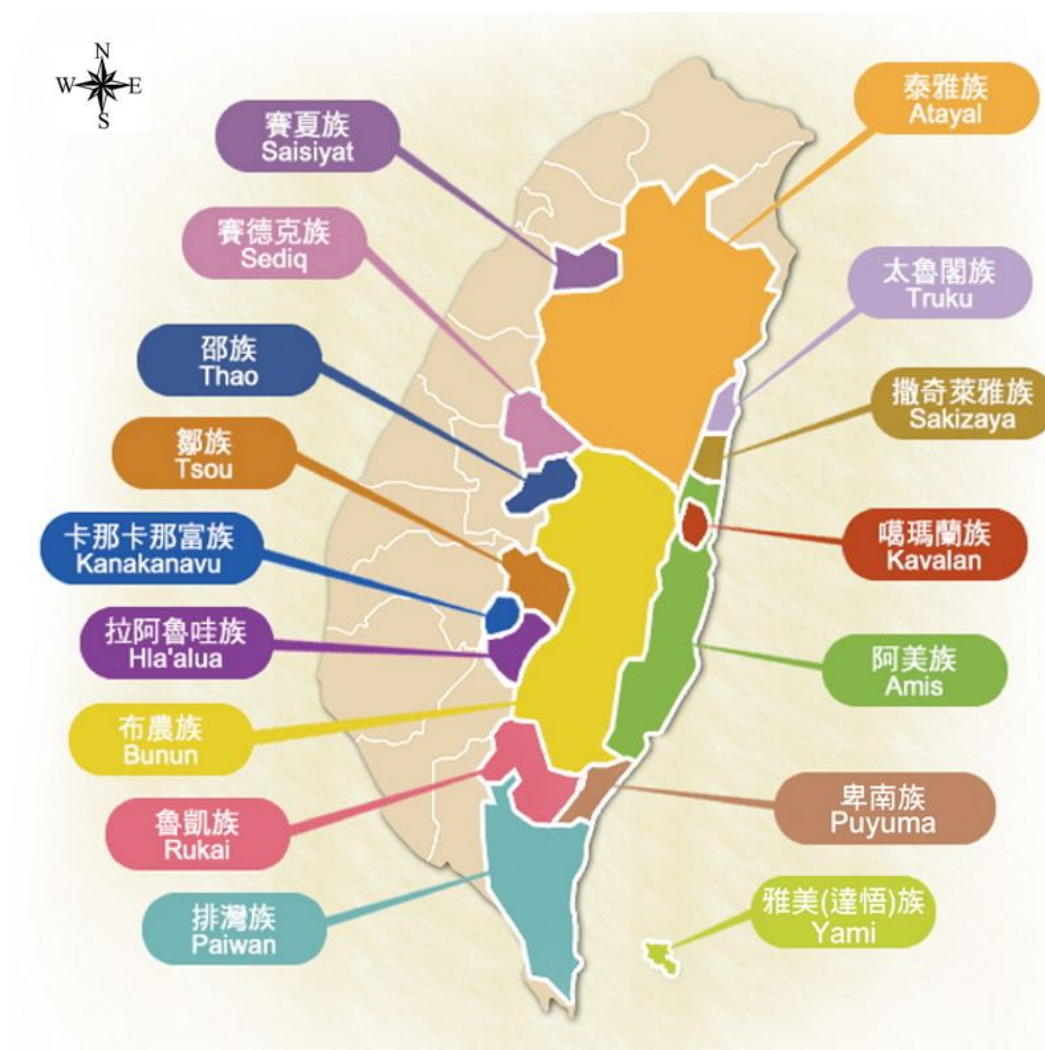 N
W E
S
泰雅族
Atayal
賽夏族
Saisiyat
賽德克族
Sediq
太魯閣族
Truku
邵族
Thao
撒奇萊雅族
Sakizaya
鄒族
Tsou
卡那卡那富族
Kanakanavu
噶瑪蘭族
Kavalan
拉阿魯哇族
Hla'alua
阿美族
Amis
布農族
Bunun
卑南族
Puyuma
魯凱族
Rukai
排灣族
Paiwan
雅美(達悟)族
Yami